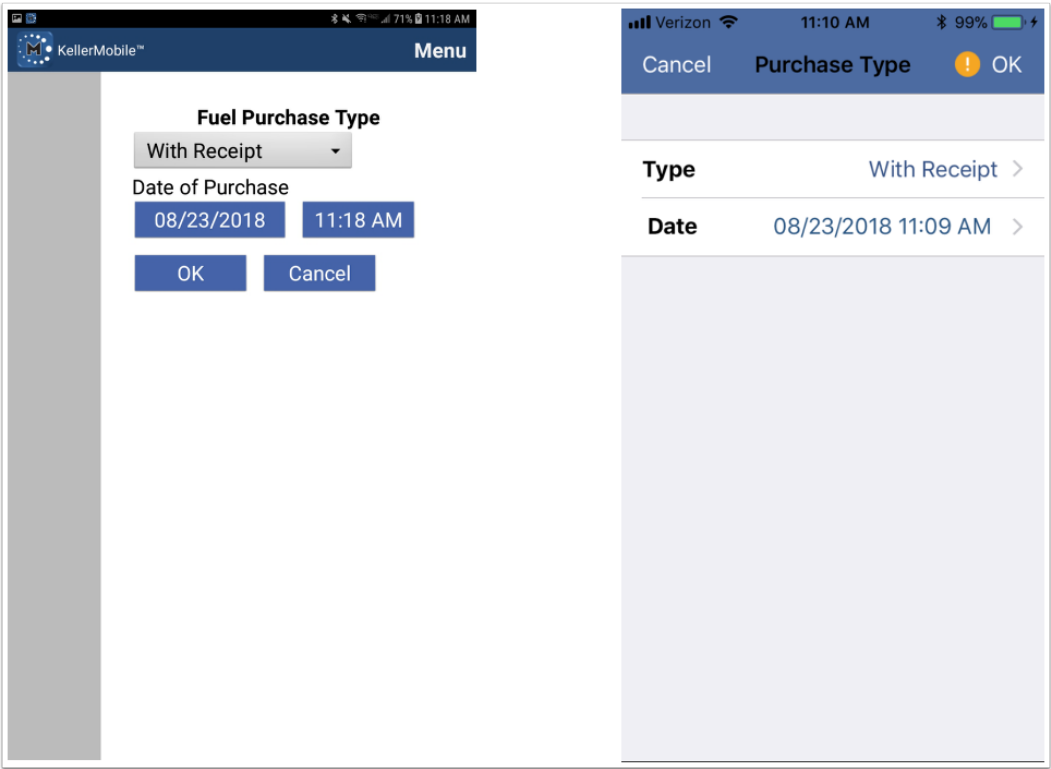 71% 11:18 AM
KellerMobile™
Menu
Fuel Purchase Type
With Receipt
Date of Purchase
08/23/2018 11:18 AM
OK Cancel
Verizon 11:10 AM 99%
Cancel Purchase Type ! OK
Type With Receipt
Date 08/23/2018 11:09 AM